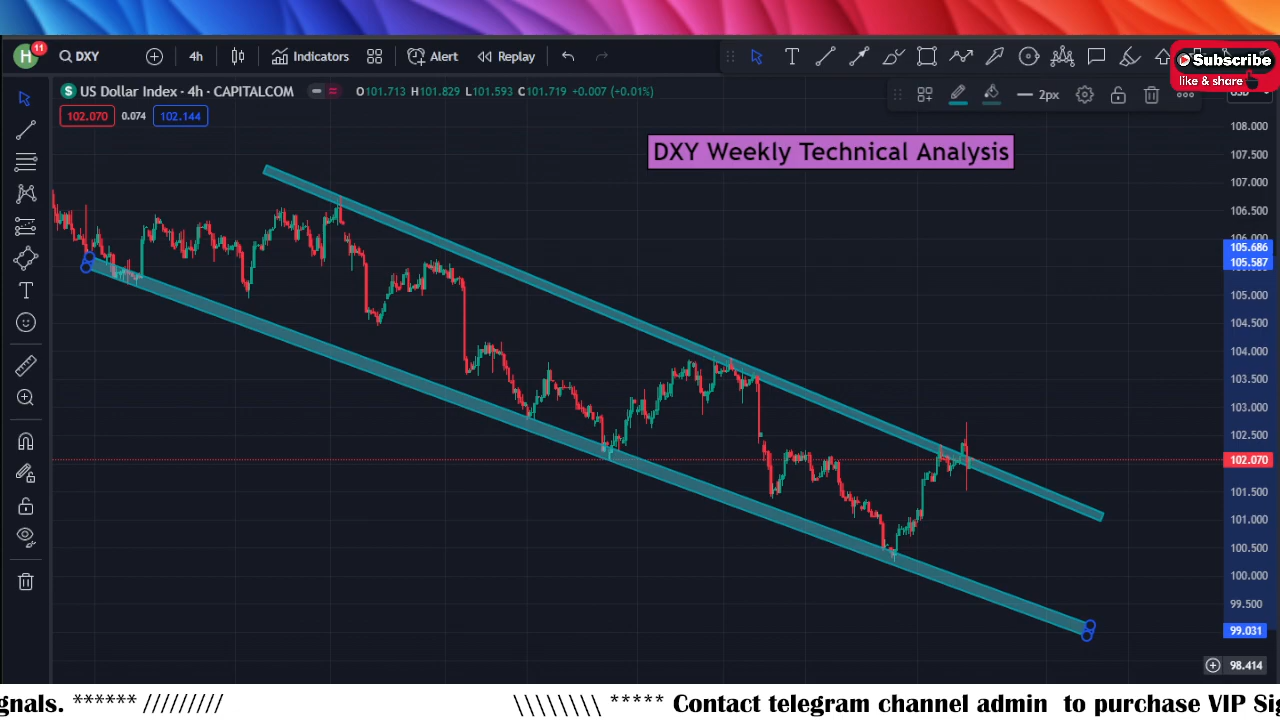 H
11
DXY
4h
Indicators
Alert
Replay
Subscribe
like & share
US Dollar Index · 4h · CAPITALCOM
O101.713 H101.829 L101.593 C101.719 +0.007 (+0.01%)
2px
102.070
0.074
102.144
DXY Weekly Technical Analysis
108.000
107.500
107.000
106.500
106.000
105.686
105.587
105.000
104.500
104.000
103.500
103.000
102.500
102.070
101.500
101.000
100.500
100.000
99.500
99.031
98.414
gnals. ****** ///////// \\\\\\\\ ***** Contact telegram channel admin to purchase VIP Sig